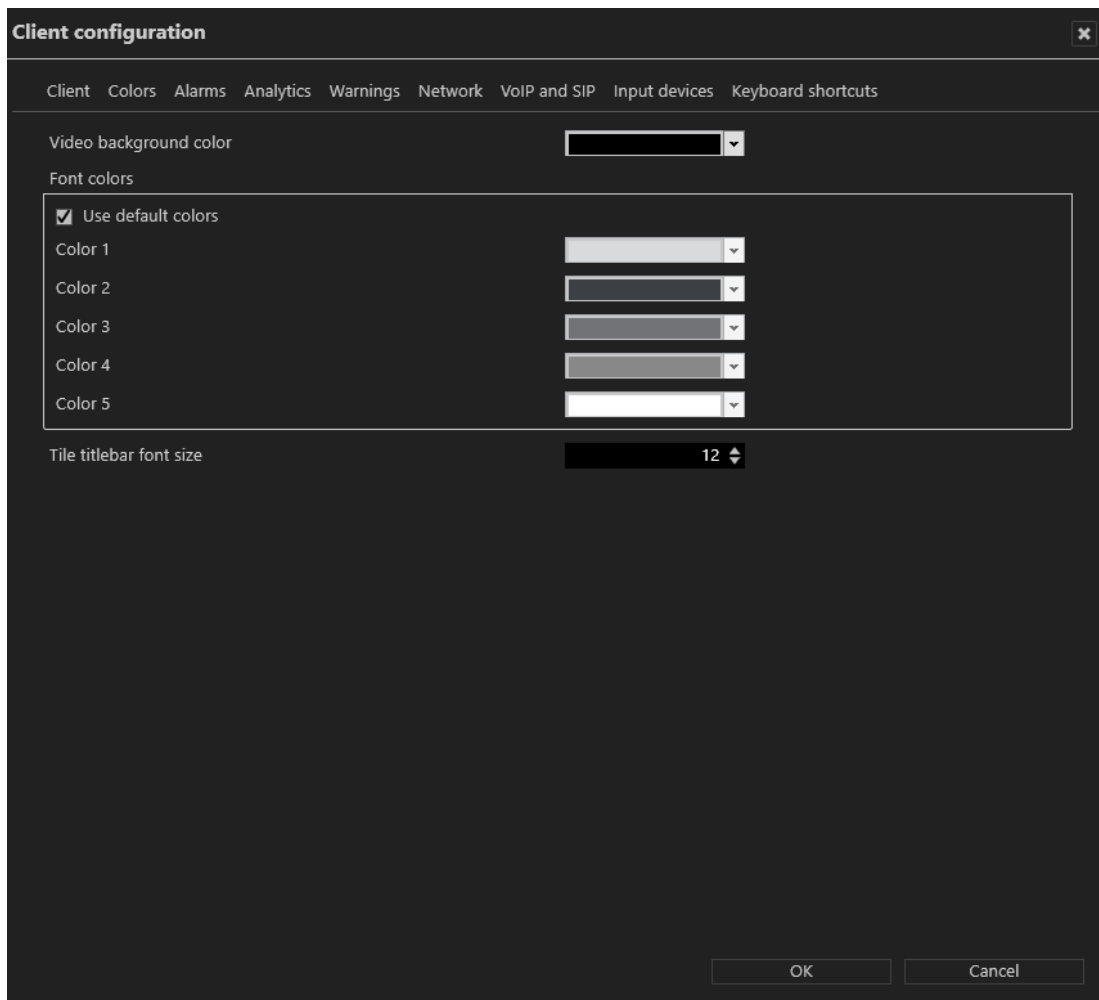 Client configuration
Client Colors Alarms Analytics Warnings Network VoIP and SIP Input devices Keyboard shortcuts
Video background color
Font colors
Use default colors
Color 1
Color 2
Color 3
Color 4
Color 5
Tile titlebar font size 12
OK Cancel